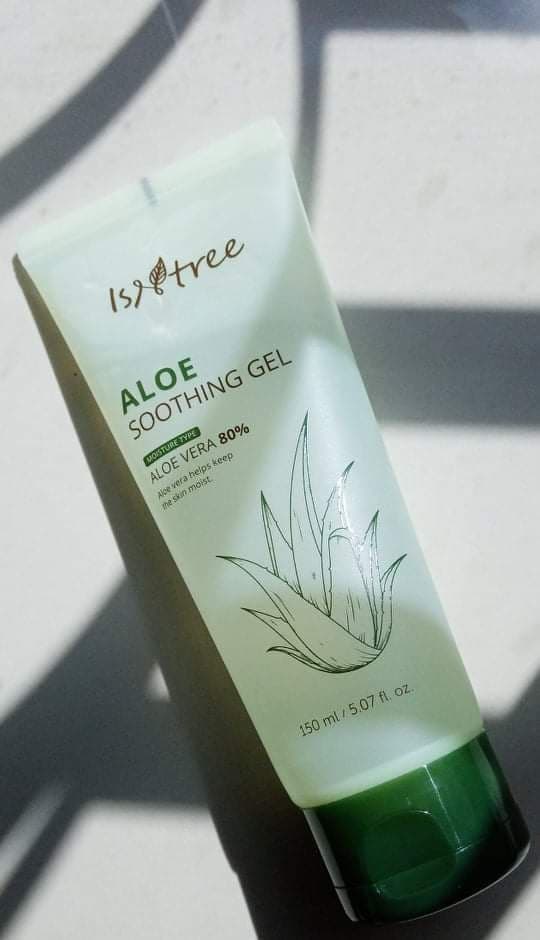 Isntree
ALOE
SOOTHING GEL
MOISTURE TYPE
ALOE VERA 80%
Aloe vera helps keep
the skin moist.
150 ml / 5.07 fl. oz.